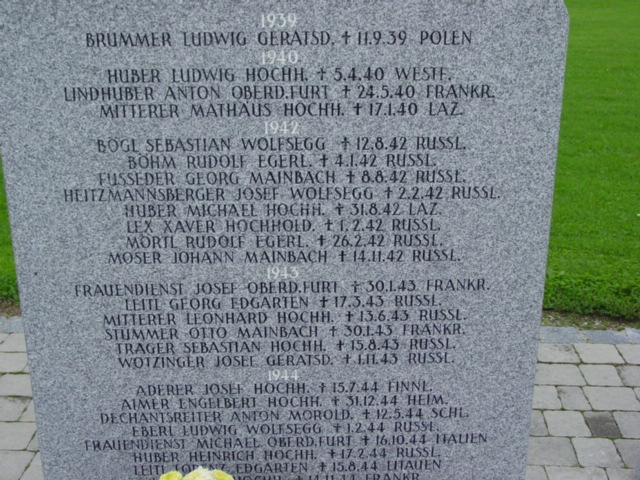 1939
BRUMMER LUDWIG GERATSD. † 11.9.39 POLEN
1940
HUBER LUDWIG HOCHH. † 5.4.40 WESTF.
LINDHUBER ANTON OBERD.FURT † 24.5.40 FRANKR.
MITTERER MATHÄUS HOCHH. † 17.1.40 LAZ.
1942
BÖGL SEBASTIAN WOLFSEGG † 12.8.42 RUSSL.
BÖHM RUDOLF EGERL. † 4.1.42 RUSSL.
FUSSEDER GEORG MAINBACH † 8.8.42 RUSSL.
HEITZMANNSBERGER JOSEF WOLFSEGG † 2.2.42 RUSSL.
HUBER MICHAEL HOCHH. † 31.8.42 LAZ.
LEX XAVER HOCHHOLD. † 1.2.42 RUSSL.
MÖRTL RUDOLF EGERL. † 26.2.42 RUSSL.
MOSER JOHANN MAINBACH † 14.11.42 RUSSL.
1943
FRAUENDIENST JOSEF OBERD.FURT † 30.1.43 FRANKR.
LEITL GEORG EDGARTEN † 17.3.43 RUSSL.
MITTERER LEONHARD HOCHH. † 13.6.43 RUSSL.
STUMMER OTTO MAINBACH † 30.1.43 FRANKR.
TRAGER SEBASTIAN HOCHH. † 15.8.43 RUSSL.
WOTZINGER JOSEF GERATSD. † 1.11.43 RUSSL.
1944
ADERER JOSEF HOCHH. † 15.7.44 FINNL.
AIMER ENGELBERT HOCHH. † 31.12.44 HEIM.
DECHANTSREITER ANTON MOROLD. † 12.5.44 SCHL.
EBERL LUDWIG WOLFSEGG † 1.2.44 RUSSL.
FRAUENDIENST MICHAEL OBERD.FURT † 16.10.44 ITALIEN
HUBER HEINRICH HOCHH. † 17.2.44 RUSSL.
LEITL LORENZ EDGARTEN † 15.8.44 LITAUEN
HOCHH. † 14.11.44